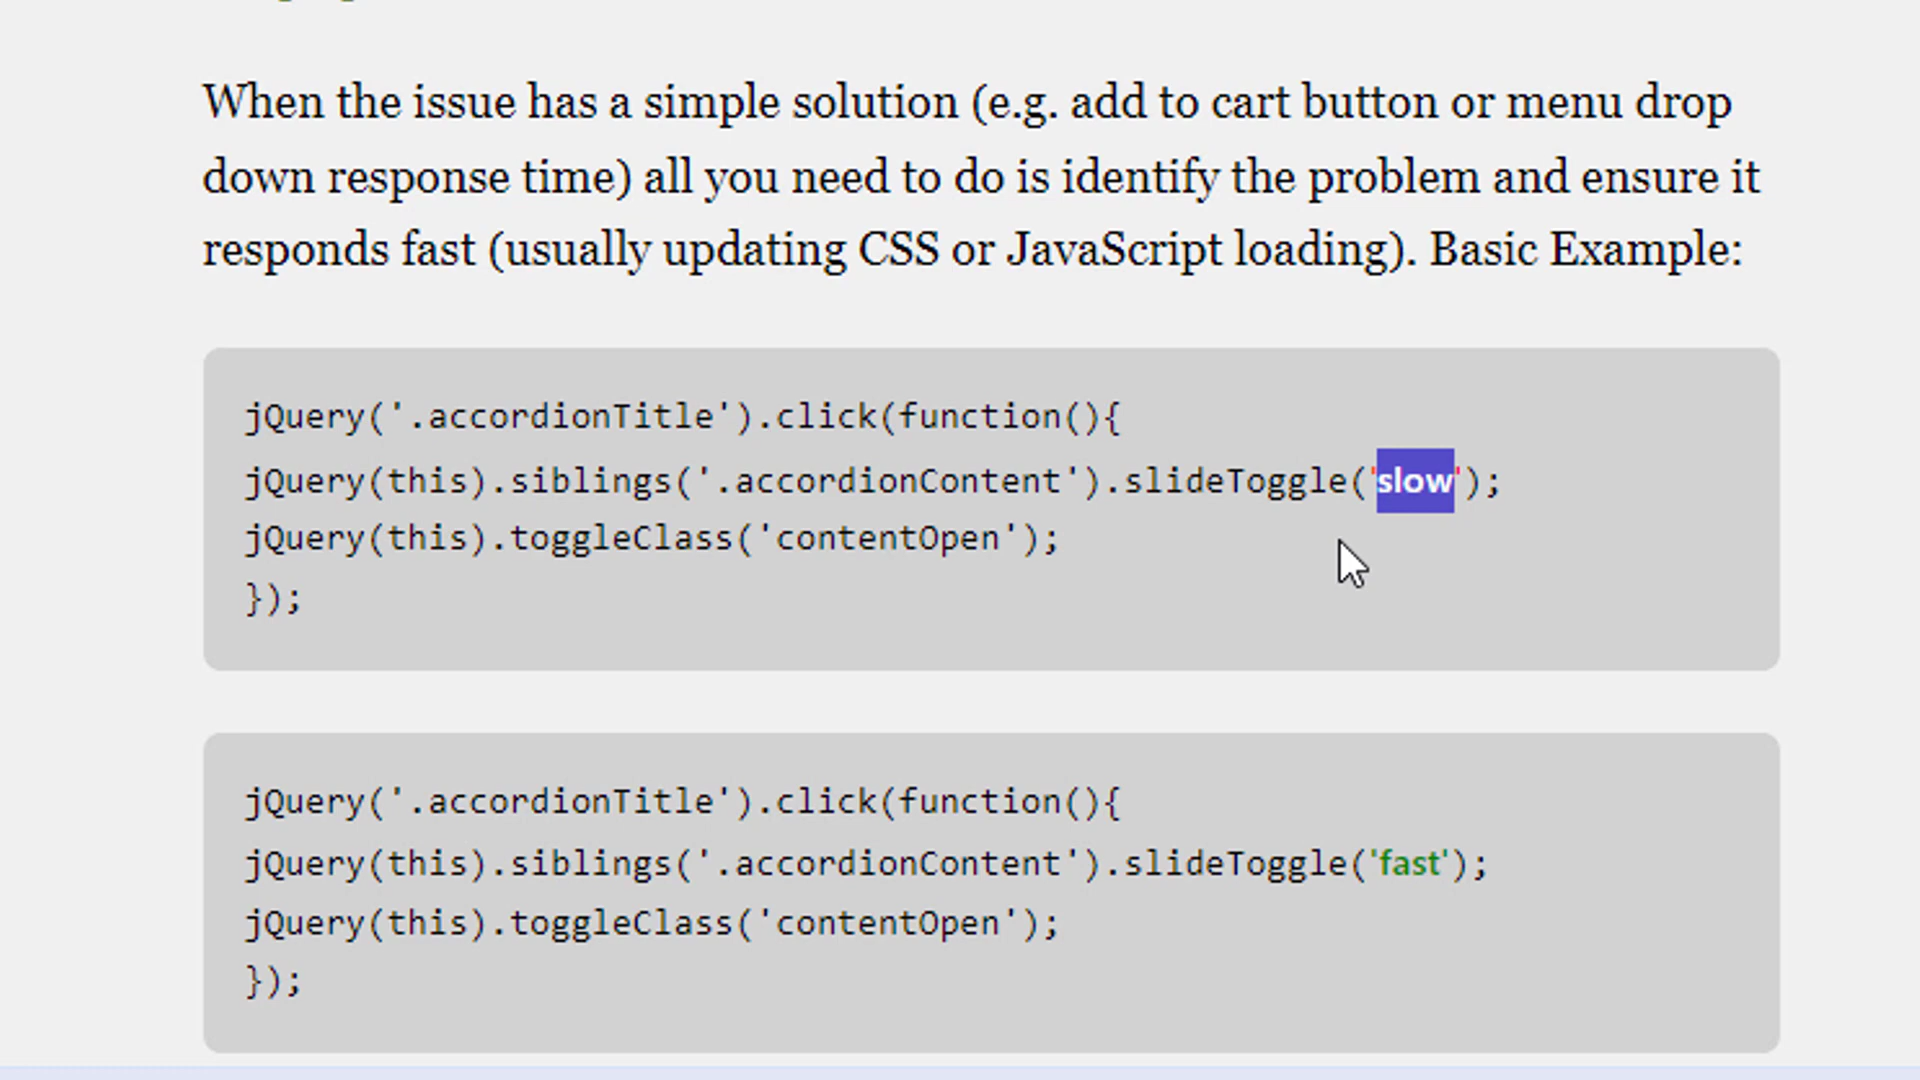 When the issue has a simple solution (e.g. add to cart button or menu drop
down response time) all you need to do is identify the problem and ensure it
responds fast (usually updating CSS or JavaScript loading). Basic Example:
jQuery('.accordionTitle').click(function(){
jQuery(this).siblings('.accordionContent').slideToggle('slow');
jQuery(this).toggleClass('contentOpen');
});
jQuery('.accordionTitle').click(function(){
jQuery(this).siblings('.accordionContent').slideToggle('fast');
jQuery(this).toggleClass('contentOpen');
});